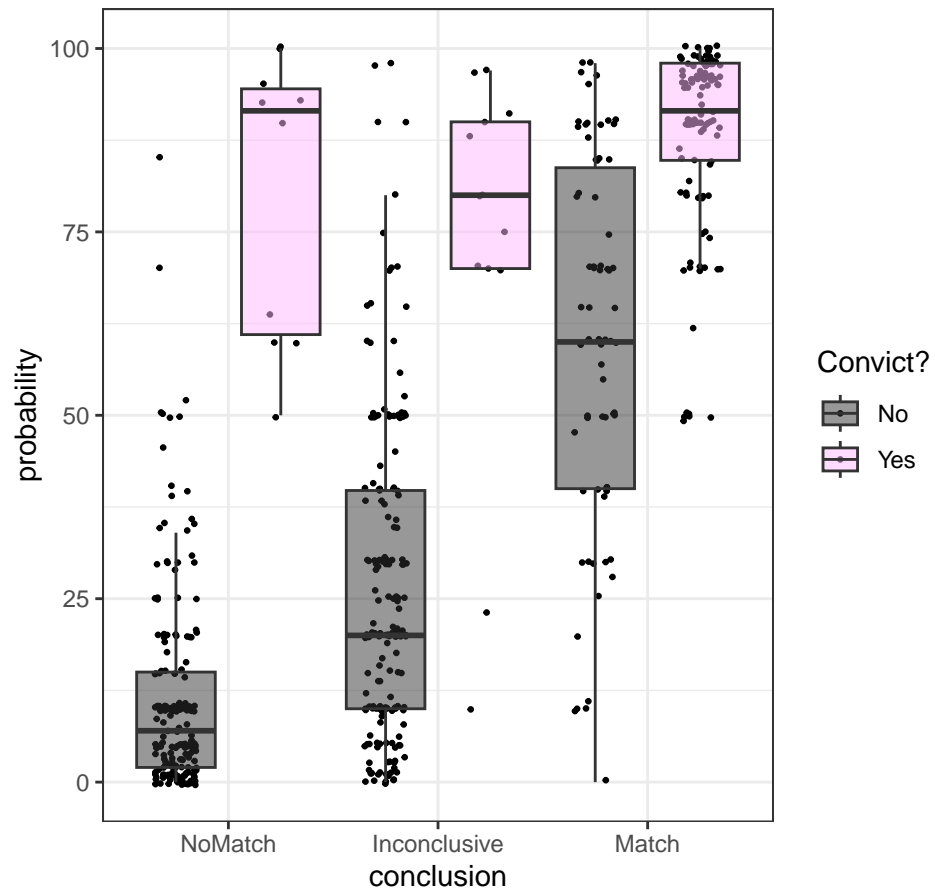 100
75
50
25
0
probability
NoMatch
Inconclusive
Match
conclusion
Convict?
No
Yes